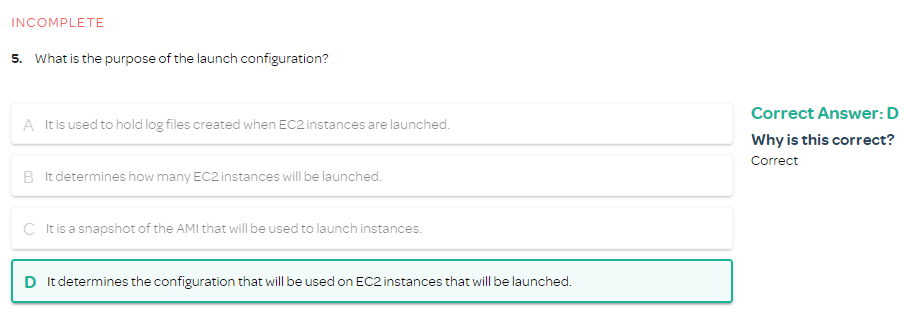 INCOMPLETE
5. What is the purpose of the launch configuration?
A It is used to hold log files created when EC2 instances are launched.
B It determines how many EC2 instances will be launched.
C It is a snapshot of the AMI that will be used to launch instances.
D It determines the configuration that will be used on EC2 instances that will be launched.
Correct Answer: D
Why is this correct?
Correct